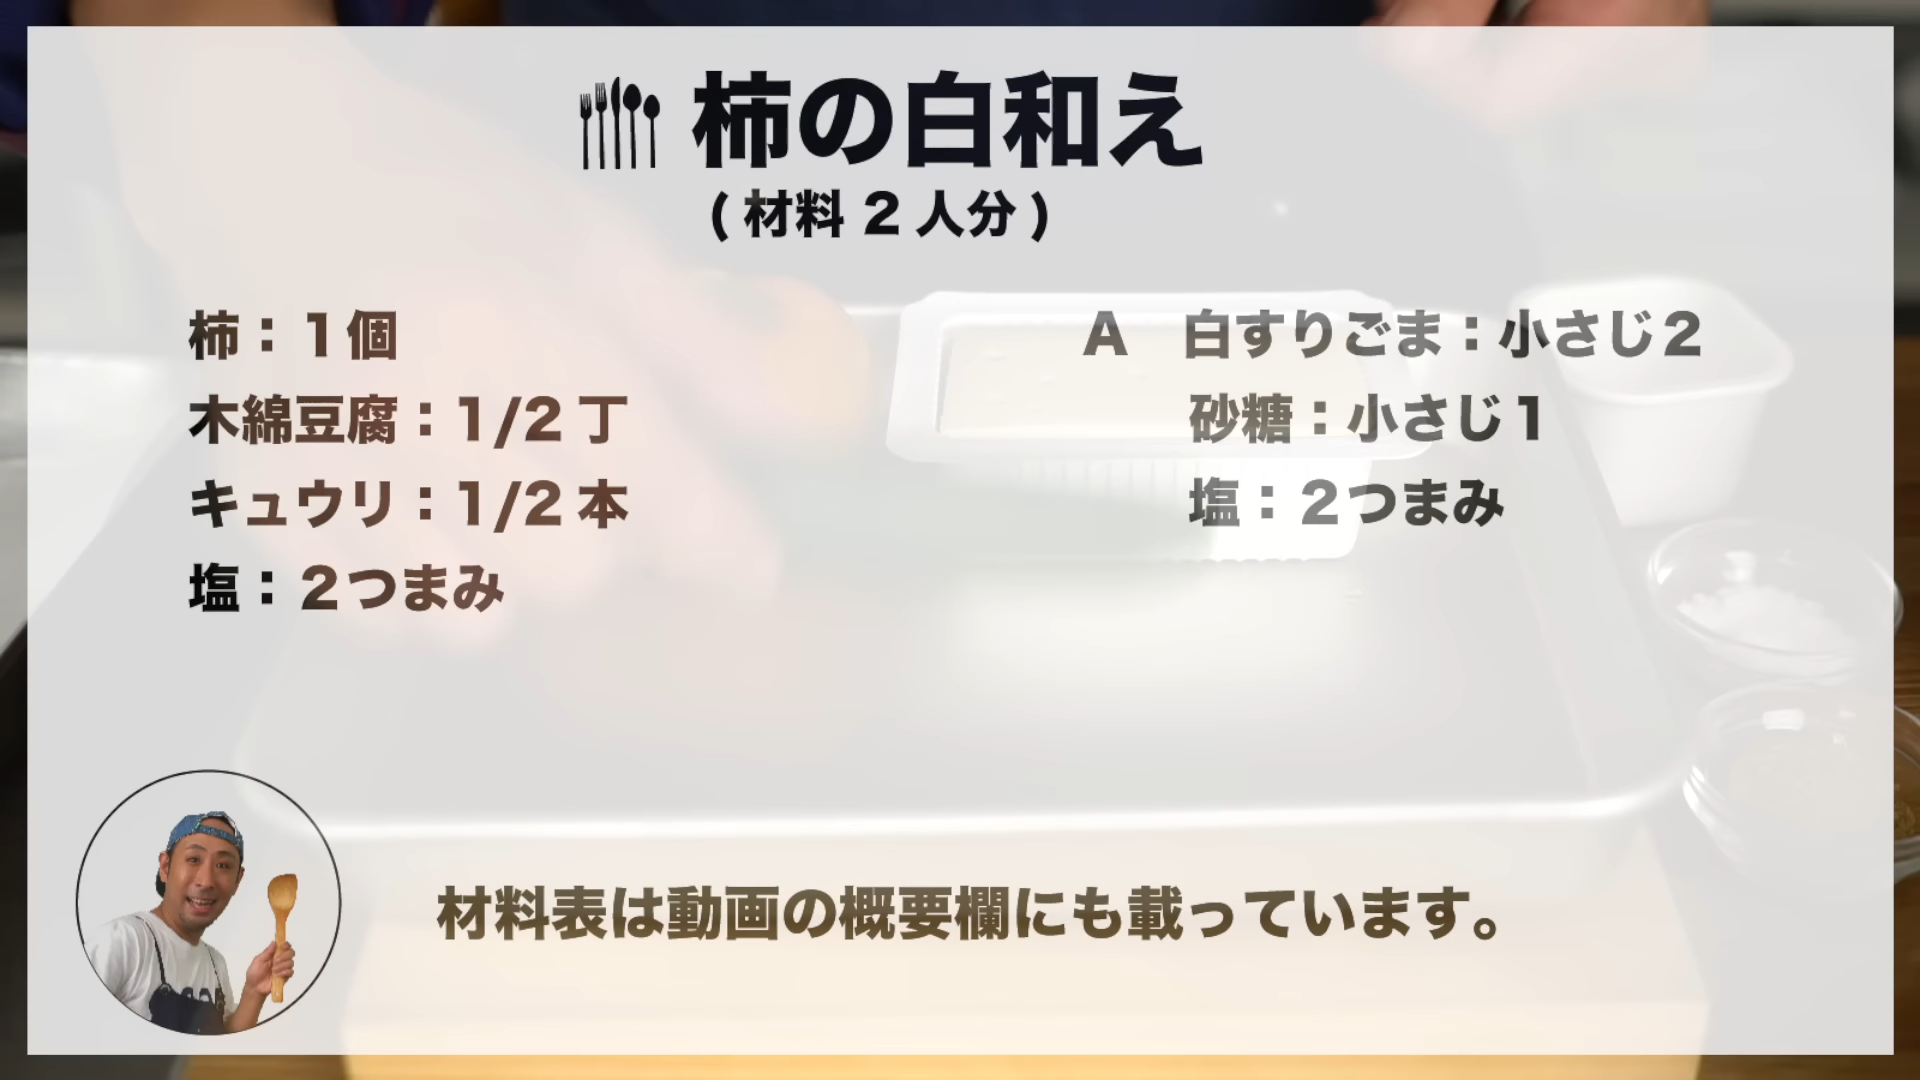 柿の白和え
(材料 2人分)
柿：1個
木綿豆腐：1/2丁
キュウリ：1/2本
塩：2つまみ
A 白すりごま：小さじ2
砂糖：小さじ1
塩：2つまみ
材料表は動画の概要欄にも載っています。